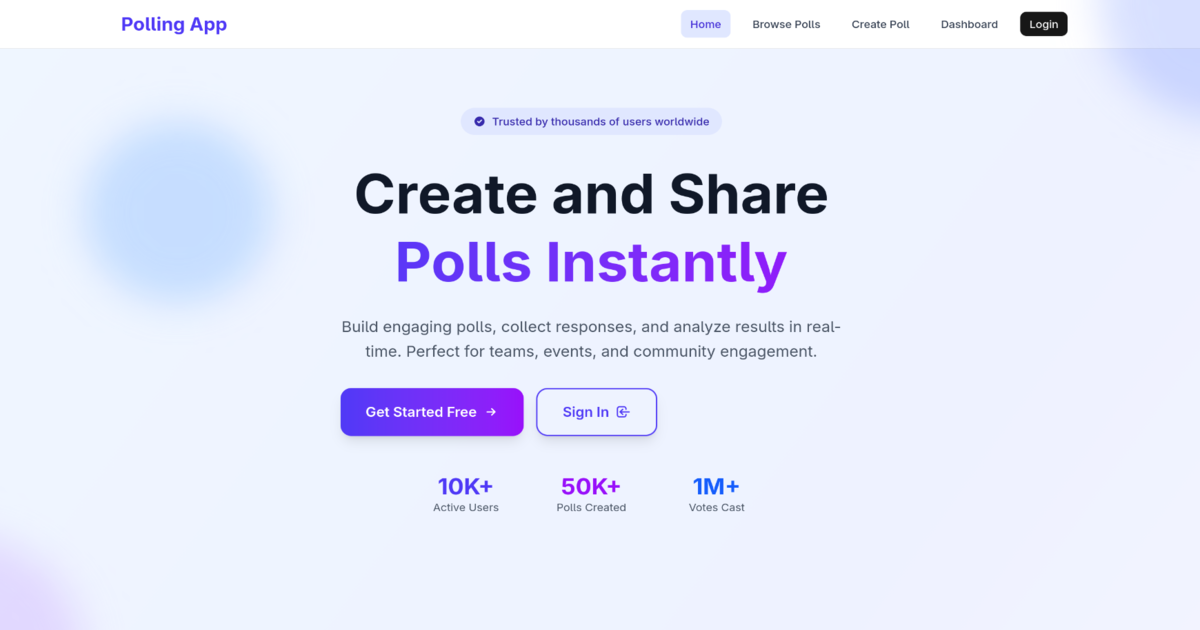 Polling App
Home
Browse Polls
Create Poll
Dashboard
Login
Trusted by thousands of users worldwide
Create and Share
Polls Instantly
Build engaging polls, collect responses, and analyze results in real-
time. Perfect for teams, events, and community engagement.
Get Started Free
Sign In
10K+
Active Users
50K+
Polls Created
1M+
Votes Cast